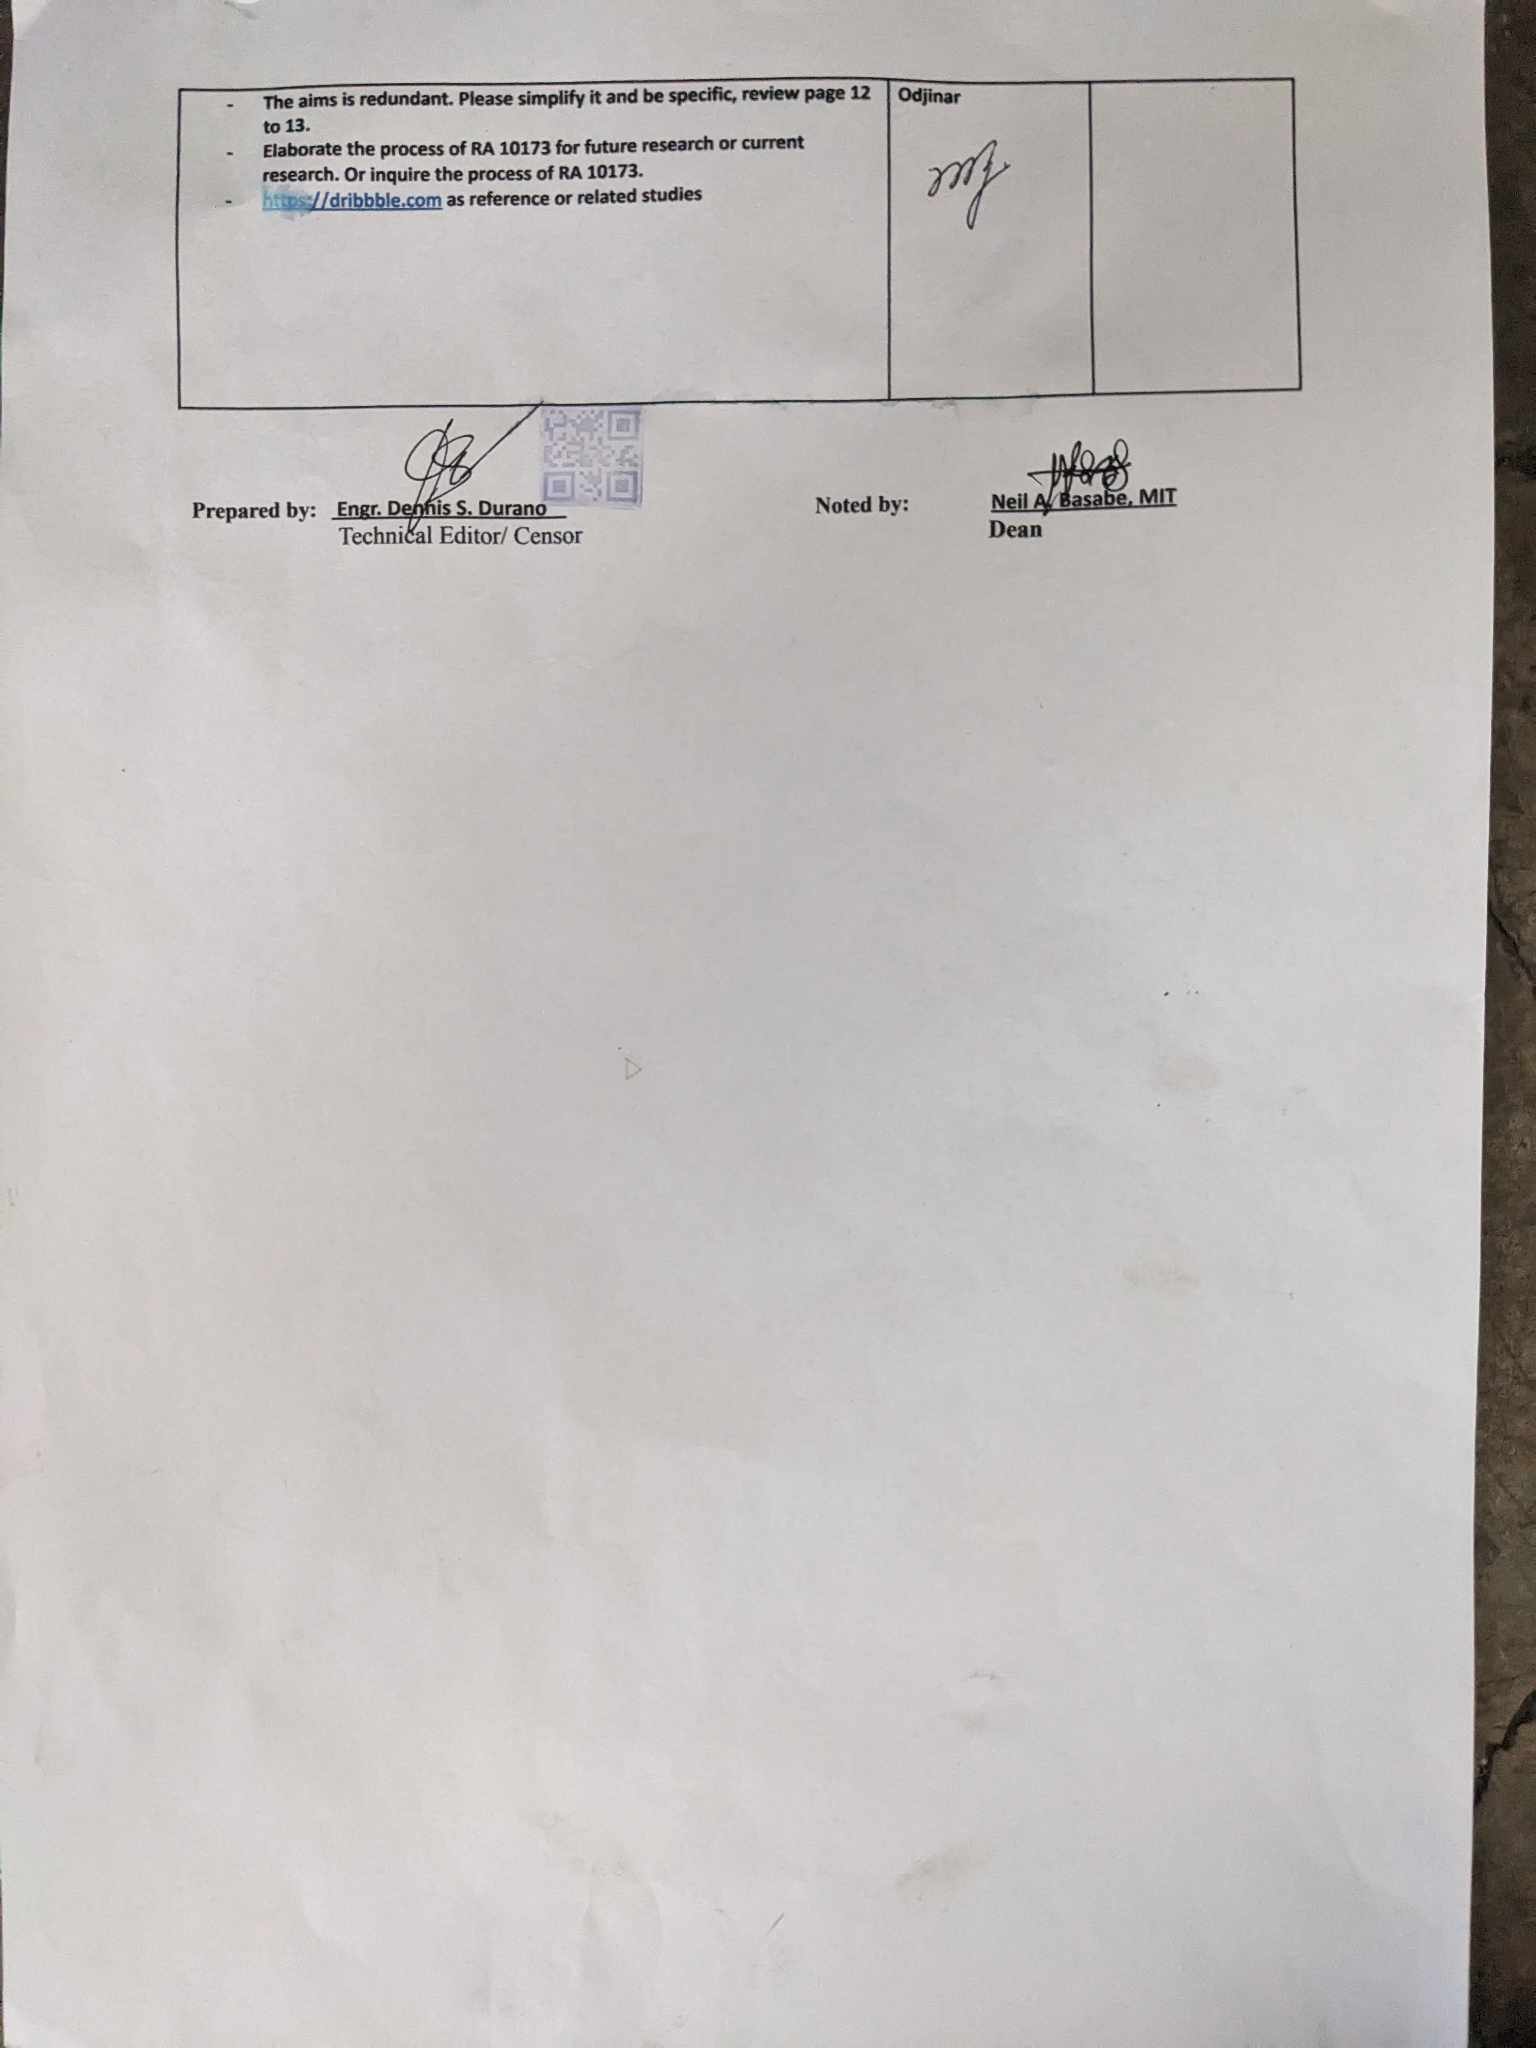 - The aims is redundant. Please simplify it and be specific, review page 12
to 13.
- Elaborate the process of RA 10173 for future research or current
research. Or inquire the process of RA 10173.
- https://dribbble.com as reference or related studies
Odjinar
Prepared by: Engr. Dennis S. Durano
Technical Editor/ Censor
Noted by: Neil A. Basabe, MIT
Dean